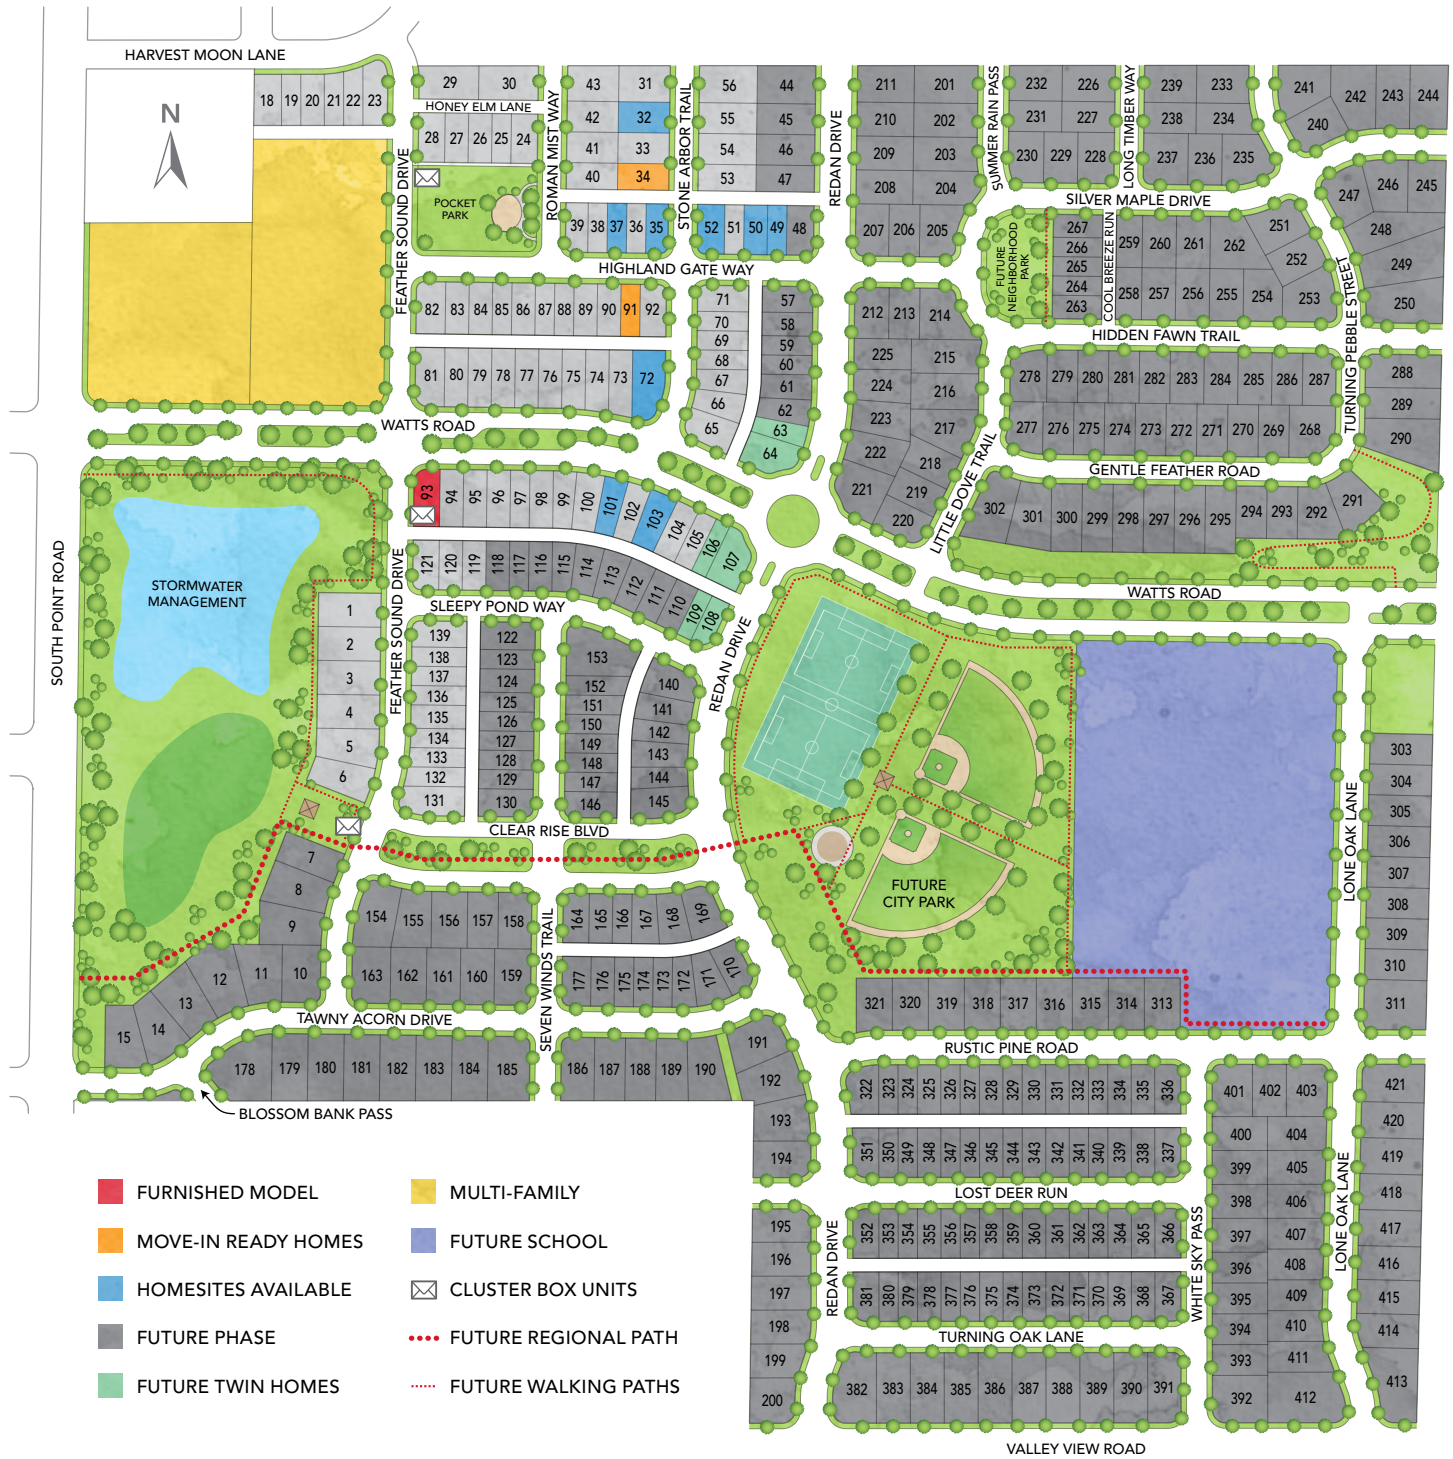 HARVEST MOON LANE
N
18 19 20 21 22 23
29 30
HONEY ELM LANE
28 27 26 25 24
POCKET
PARK
FEATHER SOUND DRIVE
ROMAN MIST WAY
43 31
42 32
41 33
40 34
39 38 37 36 35
STONE ARBOR TRAIL
56 44
55 45
54 46
53 47
52 51 50 49 48
REDAN DRIVE
HIGHLAND GATE WAY
211 201
210 202
209 203
208 204
207 206 205
SUMMER RAIN PASS
232 226
231 227
230 229 228
LONG TIMBER WAY
239 233
238 234
237 236 235
241 242 243 244
240
SILVER MAPLE DRIVE
247 246 245
248
249
250
FUTURE
NEIGHBORHOOD
PARK
267
266
265
264
263
COOL BREEZE RUN
259 260 261 262 251
252
258 257 256 255 254 253
HIDDEN FAWN TRAIL
TURNING PEBBLE STREET
82 83 84 85 86 87 88 89 90 91 92
81 80 79 78 77 76 75 74 73 72
WATTS ROAD
71
70
69
68
67
66
65
57
58
59
60
61
62
63
64
212 213 214
225 215
224 216
223 217
222 218
221 219
220
LITTLE DOVE TRAIL
278 279 280 281 282 283 284 285 286 287
277 276 275 274 273 272 271 270 269 268
288
289
290
GENTLE FEATHER ROAD
302 301 300 299 298 297 296 295 294 293 292 291
WATTS ROAD
SOUTH POINT ROAD
STORMWATER
MANAGEMENT
93 94 95 96 97 98 99 100 101 102 103 104 105 106 107
121 120 119 118 117 116 115 114 113 112 111 110 109 108
SLEEPY POND WAY
FEATHER SOUND DRIVE
REDAN DRIVE
1
2
3
4
5
6
7
8
9
10
11
12
13
14
15
139
138
137
136
135
134
133
132
131
122
123
124
125
126
127
128
129
130
153
152
151
150
149
148
147
146
140
141
142
143
144
145
CLEAR RISE BLVD
FUTURE
CITY PARK
LONE OAK LANE
303
304
305
306
307
308
309
310
311
154 155 156 157 158
163 162 161 160 159
SEVEN WINDS TRAIL
164 165 166 167 168 169
177 176 175 174 173 172 171 170
TAWNY ACORN DRIVE
178 179 180 181 182 183 184 185
186 187 188 189 190
191
192
193
194
BLOSSOM BANK PASS
321 320 319 318 317 316 315 314 313
RUSTIC PINE ROAD
322 323 324 325 326 327 328 329 330 331 332 333 334 335 336
351 350 349 348 347 346 345 344 343 342 341 340 339 338 337
LOST DEER RUN
352 353 354 355 356 357 358 359 360 361 362 363 364 365 366
381 380 379 378 377 376 375 374 373 372 371 370 369 368 367
TURNING OAK LANE
382 383 384 385 386 387 388 389 390 391
VALLEY VIEW ROAD
REDAN DRIVE
195
196
197
198
199
200
WHITE SKY PASS
401 402 403
400 404
399 405
398 406
397 407
396 408
395 409
394 410
393 411
392 412
LONE OAK LANE
421
420
419
418
417
416
415
414
413
FURNISHED MODEL
MOVE-IN READY HOMES
HOMESITES AVAILABLE
FUTURE PHASE
FUTURE TWIN HOMES
MULTI-FAMILY
FUTURE SCHOOL
CLUSTER BOX UNITS
FUTURE REGIONAL PATH
FUTURE WALKING PATHS